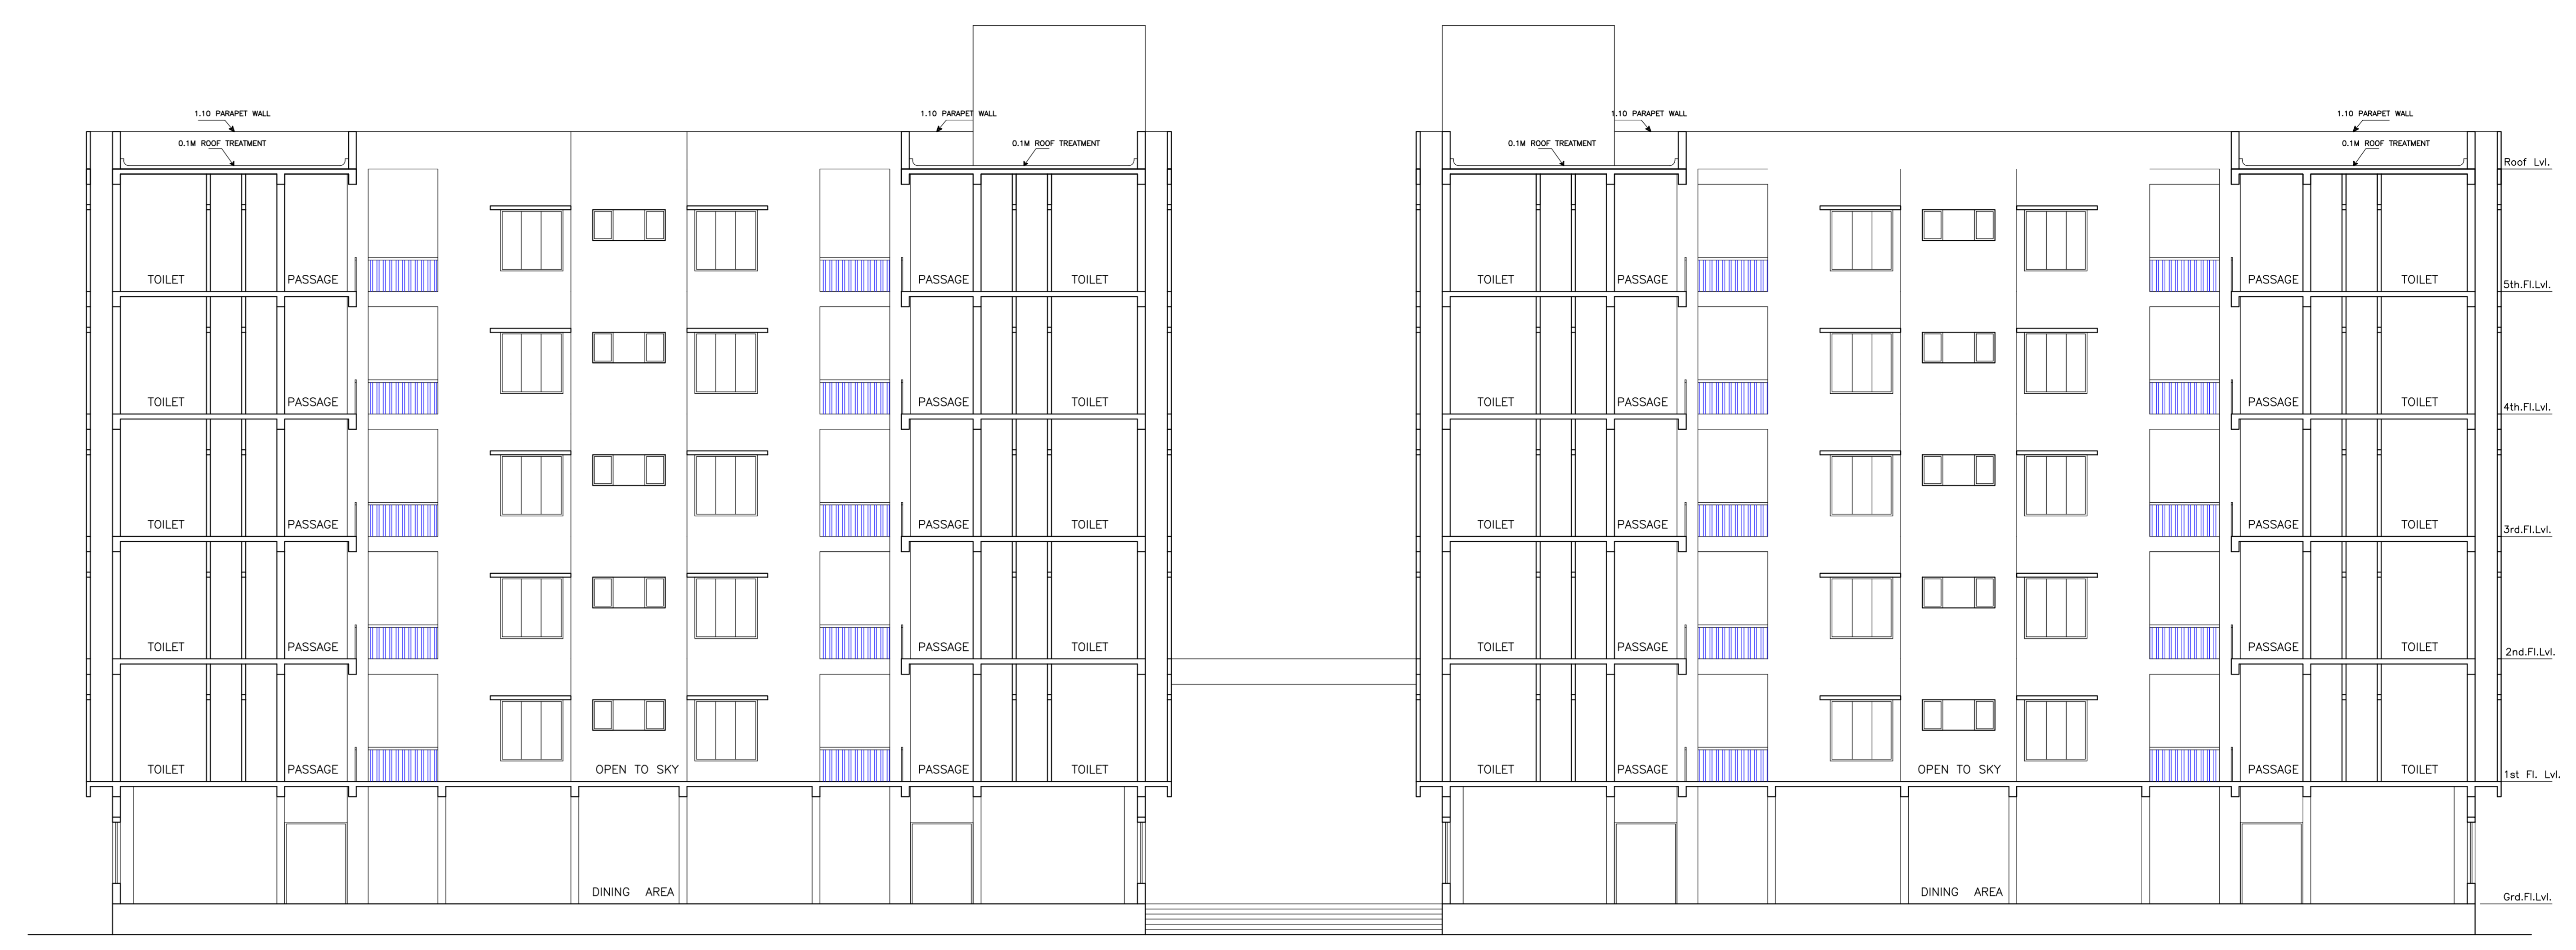 1.10 PARAPET WALL 1.10 PARAPET WALL 1.10 PARAPET WALL 1.10 PARAPET WALL
0.1M ROOF TREATMENT 0.1M ROOF TREATMENT 0.1M ROOF TREATMENT 0.1M ROOF TREATMENT
Roof Lvl.
TOILET PASSAGE PASSAGE TOILET TOILET PASSAGE PASSAGE TOILET
5th.Fl.Lvl.
TOILET PASSAGE PASSAGE TOILET TOILET PASSAGE PASSAGE TOILET
4th.Fl.Lvl.
TOILET PASSAGE PASSAGE TOILET TOILET PASSAGE PASSAGE TOILET
3rd.Fl.Lvl.
TOILET PASSAGE PASSAGE TOILET TOILET PASSAGE PASSAGE TOILET
2nd.Fl.Lvl.
TOILET PASSAGE OPEN TO SKY PASSAGE TOILET TOILET PASSAGE OPEN TO SKY PASSAGE TOILET
1st Fl. Lvl.
DINING AREA DINING AREA
Grd.Fl.Lvl.